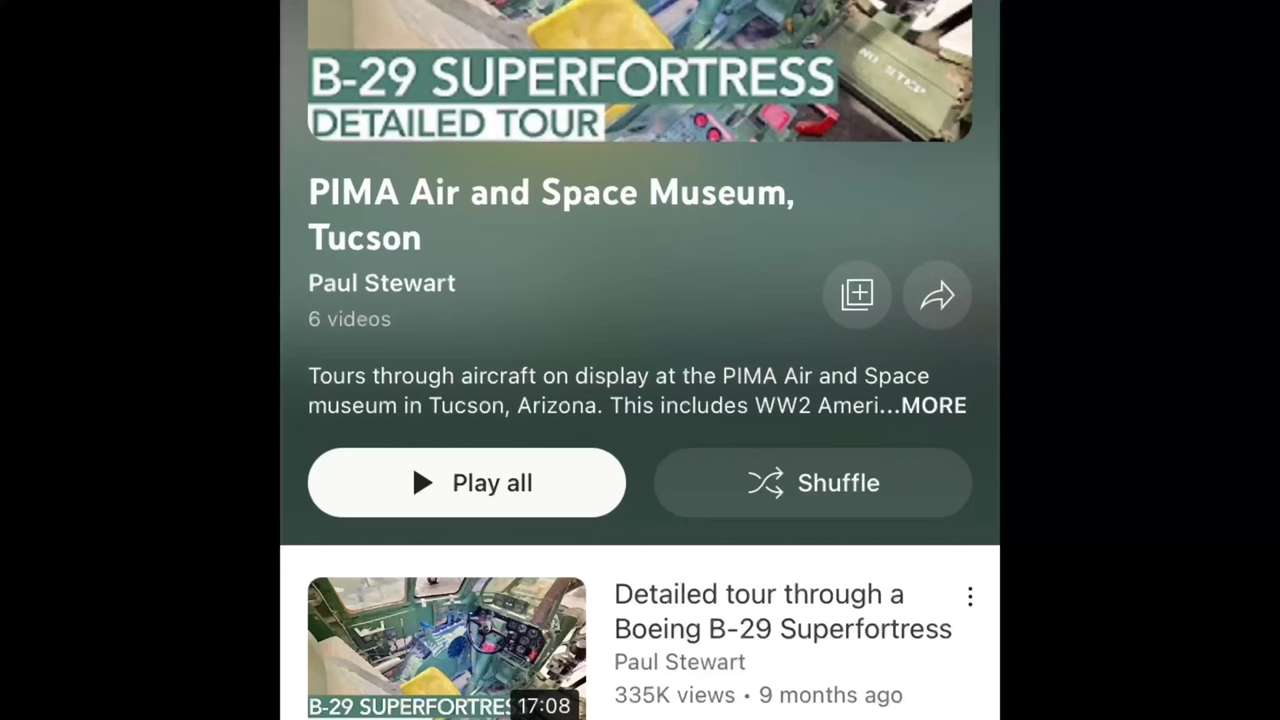 NO STEP
B-29 SUPERFORTRESS
DETAILED TOUR
PIMA Air and Space Museum,
Tucson
Paul Stewart
6 videos
Tours through aircraft on display at the PIMA Air and Space
museum in Tucson, Arizona. This includes WW2 Ameri...MORE
Play all
Shuffle
Detailed tour through a
Boeing B-29 Superfortress
Paul Stewart
335K views • 9 months ago
B-29 SUPERFORTRES
17:08